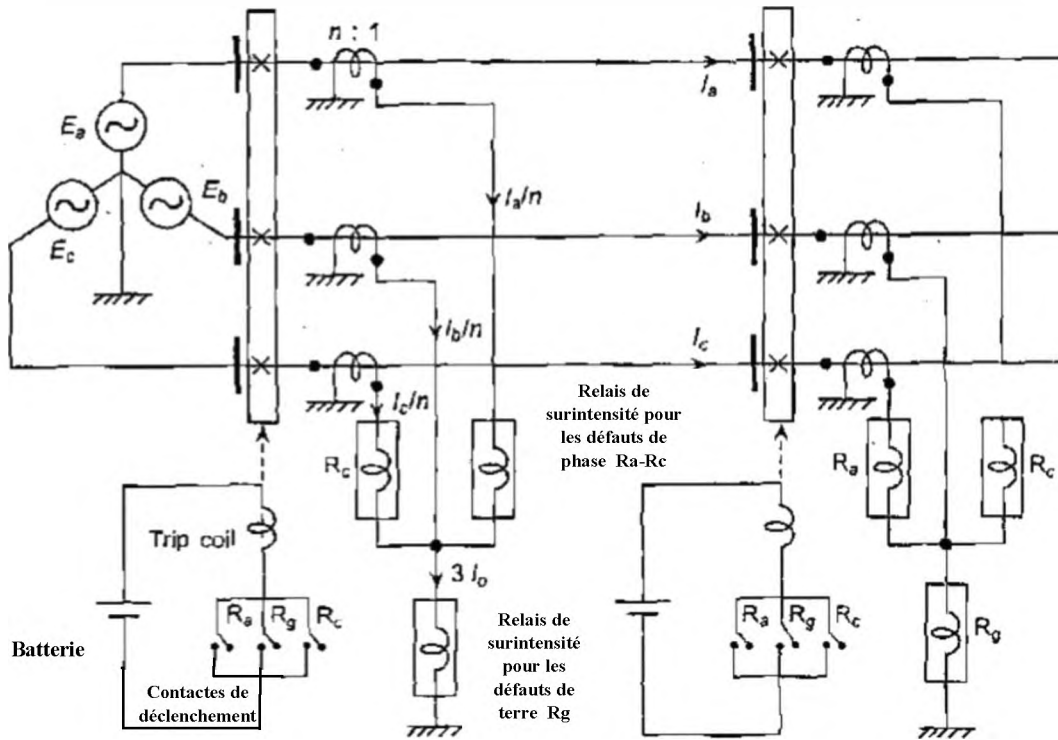 n : 1
Ia
Ea
Eb
Ec
Ia/n
Ib
Ib/n
Ic
Ic/n
Relais de
surintensité pour
les défauts de
phase Ra-Rc
Rc
Ra
Rc
Trip coil
3 Io
Ra Rg Rc
Batterie
Contactes de
déclenchement
Relais de
surintensité
pour les
défauts de
terre Rg
Ra Rg Rc
Rg